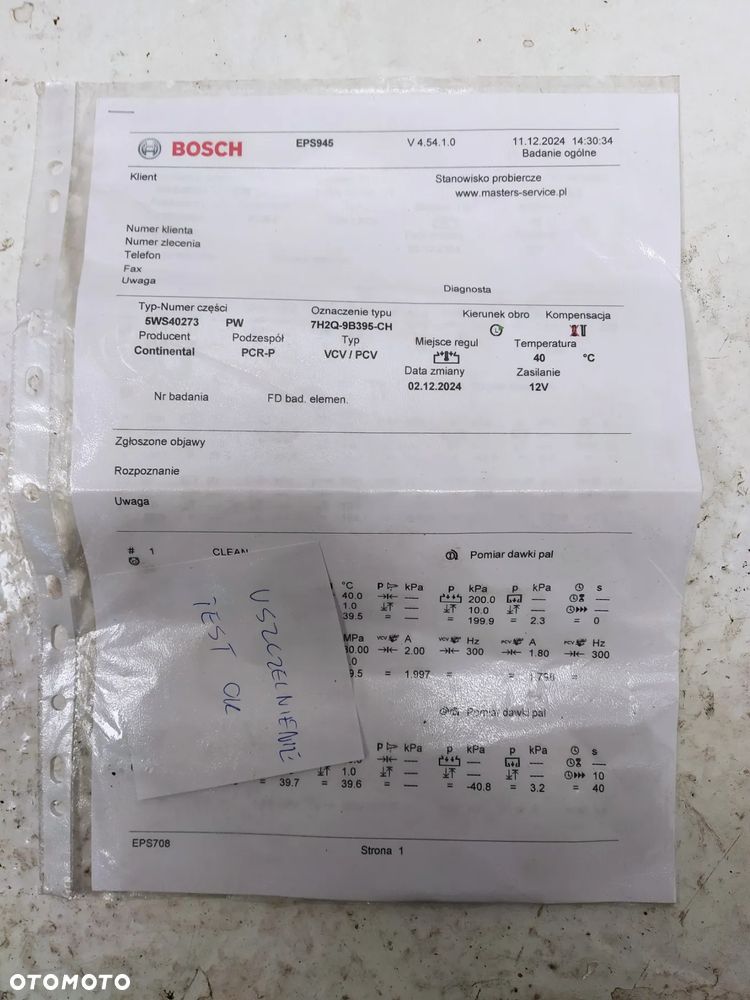 BOSCH EPS945 V 4.54.1.0 11.12.2024 14:30:34
Badanie ogólne
Klient Stanowisko probiercze
www.masters-service.pl
Numer klienta
Numer zlecenia
Telefon
Fax
Uwaga
Diagnosta
Typ-Numer części Oznaczenie typu Kierunek obro Kompensacja
5WS40273 PW 7H2Q-9B395-CH
Producent Podzespół Typ Miejsce regul Temperatura
Continental PCR-P VCV / PCV 40 °C
Data zmiany Zasilanie
02.12.2024 12V
Nr badania FD bad. elemen.
Zgłoszone objawy
Rozpoznanie
Uwaga
# 1 CLEAN Pomiar dawki pal
°C p kPa p kPa p kPa s
40.0 — 200.0 — —
1.0 — 10.0 — —
39.5 = — = 199.9 = 2.3 = 0
MPa VCV A VCV Hz PCV A PCV Hz
2.00 300 1.80 300
= 1.997 = = 1.798 =
Pomiar dawki pal
p kPa p kPa p kPa s
— — — —
1.0 — — — 10
= 39.7 = 39.6 = — = -40.8 = 3.2 = 40
USZCZELNIENIE
TEST OK
EPS708
Strona 1
OTOMOTO